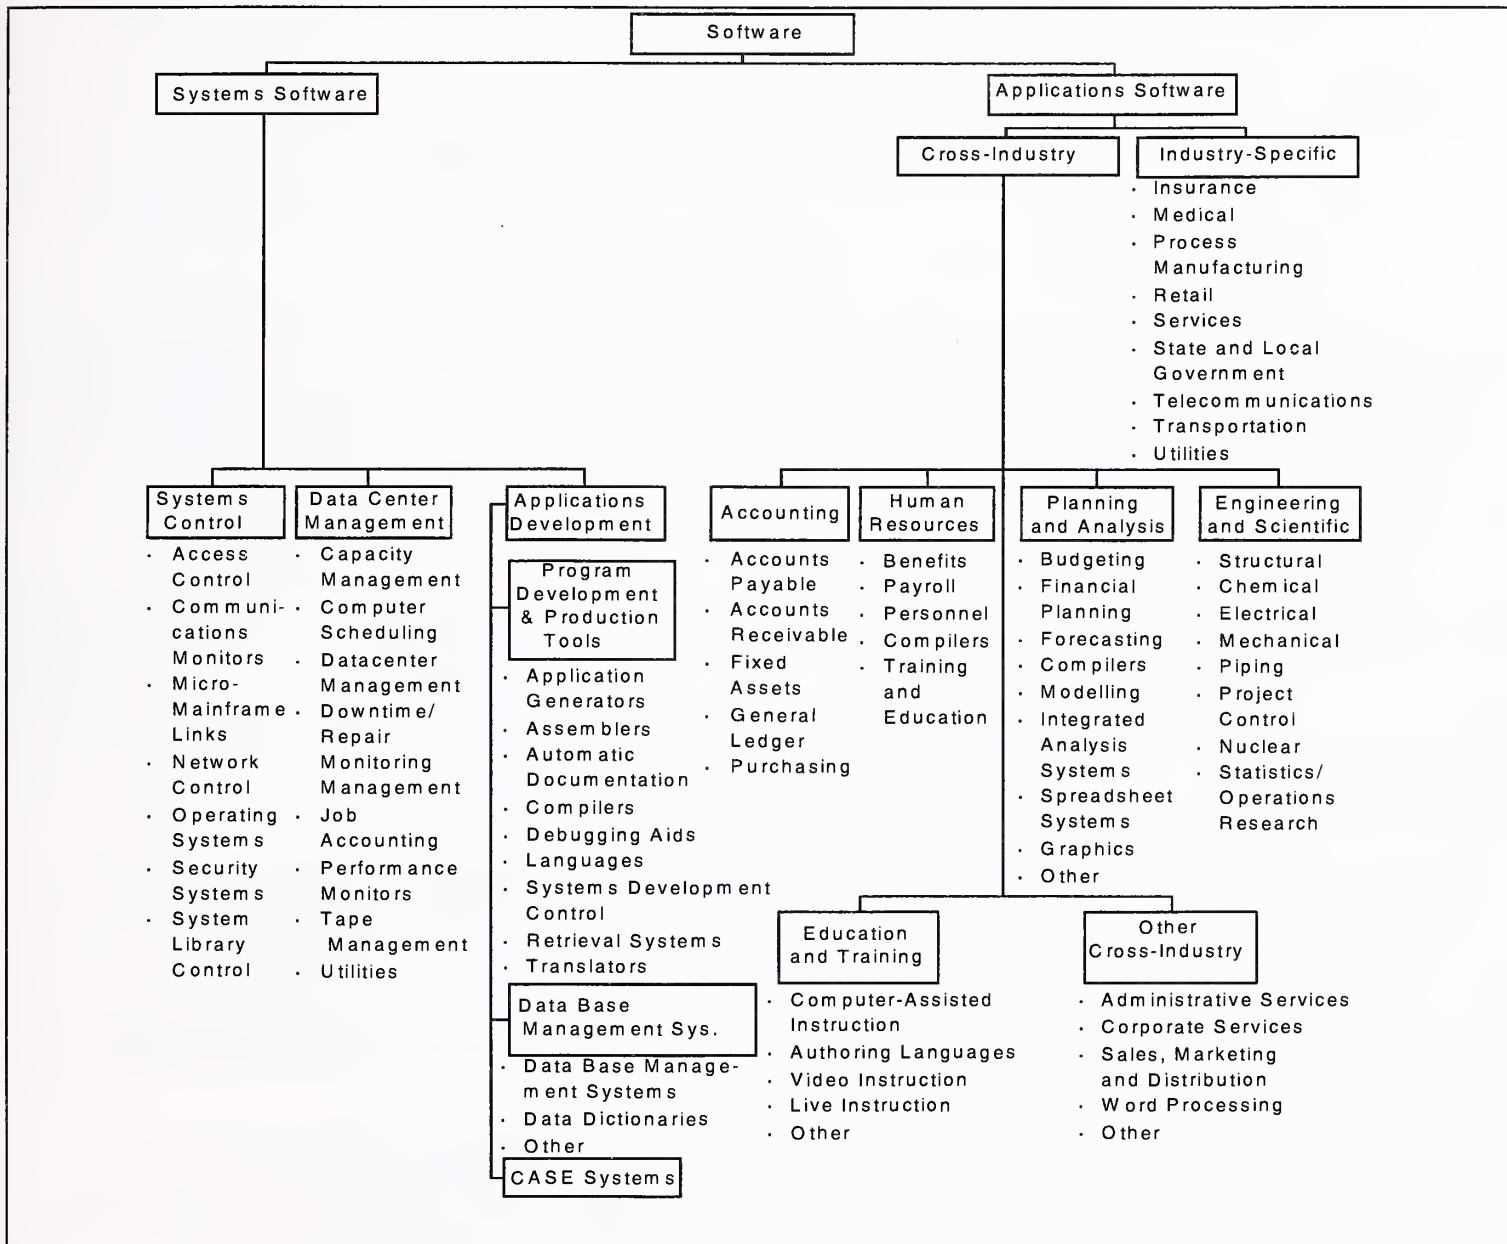 Software
Systems Software
Applications Software
Cross-Industry
Industry-Specific
· Insurance
· Medical
· Process
Manufacturing
· Retail
· Services
· State and Local
Government
· Telecommunications
· Transportation
· Utilities
Systems
Control
· Access
Control
· Communi-
cations
Monitors
· Micro-
Mainframe
Links
· Network
Control
· Operating
Systems
· Security
Systems
· System
Library
Control
Data Center
Management
· Capacity
Management
· Computer
Scheduling
· Datacenter
Management
· Downtime/
Repair
Monitoring
Management
· Job
Accounting
· Performance
Monitors
· Tape
Management
· Utilities
Applications
Development
Program
Development
& Production
Tools
· Application
Generators
· Assemblers
· Automatic
Documentation
· Compilers
· Debugging Aids
· Languages
· Systems Development
Control
· Retrieval Systems
· Translators
Data Base
Management Sys.
· Data Base Manage-
ment Systems
· Data Dictionaries
· Other
CASE Systems
Accounting
· Accounts
Payable
· Accounts
Receivable
· Fixed
Assets
· General
Ledger
· Purchasing
Human
Resources
· Benefits
· Payroll
· Personnel
· Compilers
· Training
and
Education
Planning
and Analysis
· Budgeting
· Financial
Planning
· Forecasting
· Compilers
· Modelling
· Integrated
Analysis
Systems
· Spreadsheet
Systems
· Graphics
· Other
Engineering
and Scientific
· Structural
· Chemical
· Electrical
· Mechanical
· Piping
· Project
Control
· Nuclear
· Statistics/
Operations
Research
Education
and Training
· Computer-Assisted
Instruction
· Authoring Languages
· Video Instruction
· Live Instruction
· Other
Other
Cross-Industry
· Administrative Services
· Corporate Services
· Sales, Marketing
and Distribution
· Word Processing
· Other